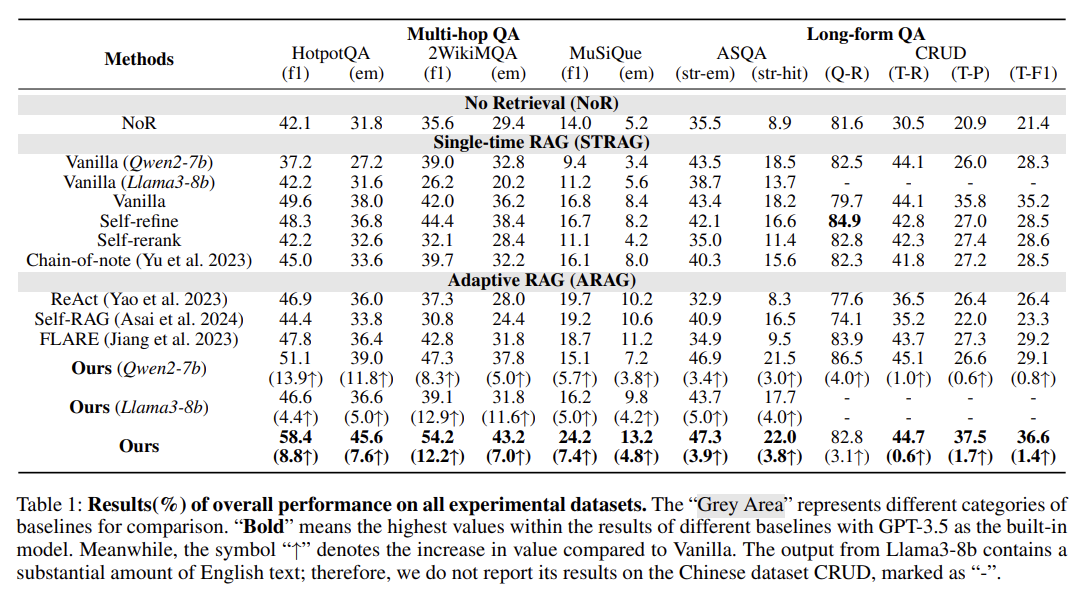 Methods Multi-hop QA Long-form QA
HotpotQA 2WikiMQA MuSiQue ASQA CRUD
(f1) (em) (f1) (em) (f1) (em) (str-em) (str-hit) (Q-R) (T-R) (T-P) (T-F1)
No Retrieval (NoR)
NoR 42.1 31.8 35.6 29.4 14.0 5.2 35.5 8.9 81.6 30.5 20.9 21.4
Single-time RAG (STRAG)
Vanilla (Qwen2-7b) 37.2 27.2 39.0 32.8 9.4 3.4 43.5 18.5 82.5 44.1 26.0 28.3
Vanilla (Llama3-8b) 42.2 31.6 26.2 20.2 11.2 5.6 38.7 13.7 - - - -
Vanilla 49.6 38.0 42.0 36.2 16.8 8.4 43.4 18.2 79.7 44.1 35.8 35.2
Self-refine 48.3 36.8 44.4 38.4 16.7 8.2 42.1 16.6 84.9 42.8 27.0 28.5
Self-rerank 42.2 32.6 32.1 28.4 11.1 4.2 35.0 11.4 82.8 42.3 27.4 28.6
Chain-of-note (Yu et al. 2023) 45.0 33.6 39.7 32.2 16.1 8.0 40.3 15.6 82.3 41.8 27.2 28.5
Adaptive RAG (ARAG)
ReAct (Yao et al. 2023) 46.9 36.0 37.3 28.0 19.7 10.2 32.9 8.3 77.6 36.5 26.4 26.4
Self-RAG (Asai et al. 2024) 44.4 33.8 30.8 24.4 19.2 10.6 40.9 16.5 74.1 35.2 22.0 23.3
FLARE (Jiang et al. 2023) 47.8 36.4 42.8 31.8 18.7 11.2 34.9 9.5 83.9 43.7 27.3 29.2
Ours (Qwen2-7b) 51.1 39.0 47.3 37.8 15.1 7.2 46.9 21.5 86.5 45.1 26.6 29.1
(13.9↑) (11.8↑) (8.3↑) (5.0↑) (5.7↑) (3.8↑) (3.4↑) (3.0↑) (4.0↑) (1.0↑) (0.6↑) (0.8↑)
Ours (Llama3-8b) 46.6 36.6 39.1 31.8 16.2 9.8 43.7 17.7 - - - -
(4.4↑) (5.0↑) (12.9↑) (11.6↑) (5.0↑) (4.2↑) (5.0↑) (4.0↑)
Ours 58.4 45.6 54.2 43.2 24.2 13.2 47.3 22.0 82.8 44.7 37.5 36.6
(8.8↑) (7.6↑) (12.2↑) (7.0↑) (7.4↑) (4.8↑) (3.9↑) (3.8↑) (3.1↑) (0.6↑) (1.7↑) (1.4↑)
Table 1: Results(%) of overall performance on all experimental datasets. The “Grey Area” represents different categories of
baselines for comparison. “Bold” means the highest values within the results of different baselines with GPT-3.5 as the built-in
model. Meanwhile, the symbol “↑” denotes the increase in value compared to Vanilla. The output from Llama3-8b contains a
substantial amount of English text; therefore, we do not report its results on the Chinese dataset CRUD, marked as “-”.